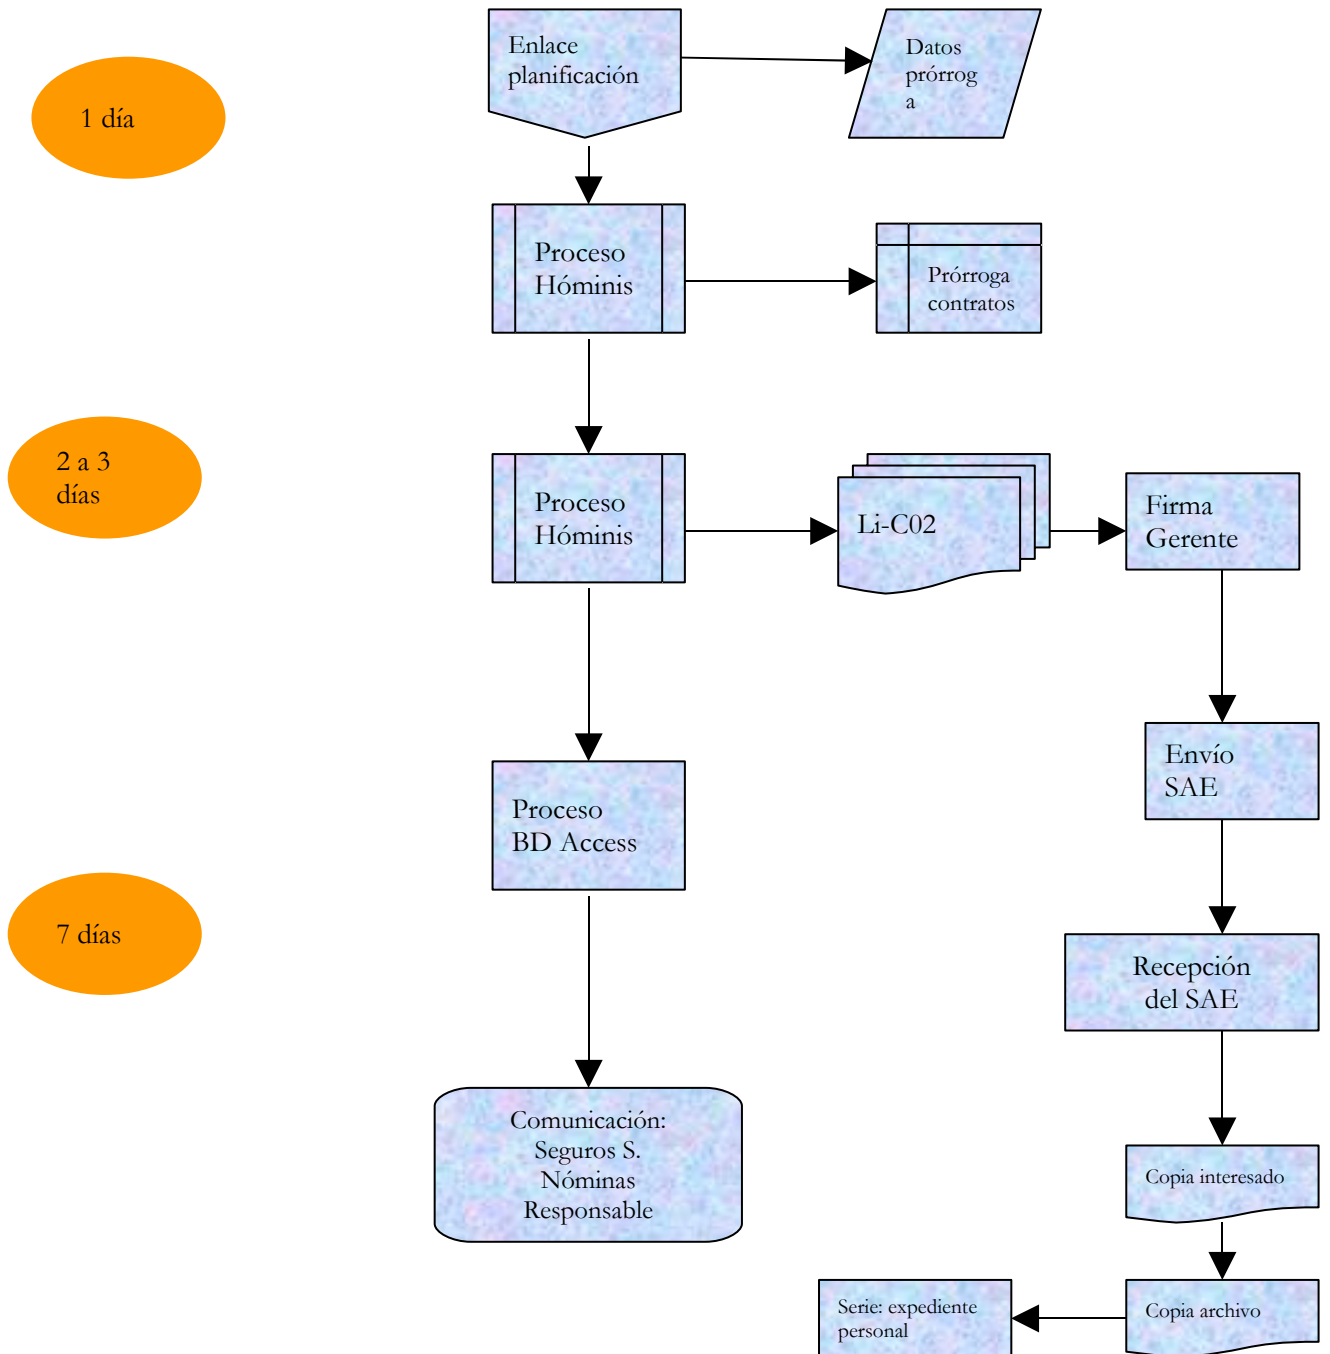 Enlace
planificación
Datos
prórrog
a
1 día
Proceso
Hóminis
Prórroga
contratos
2 a 3
días
Proceso
Hóminis
Li-C02
Firma
Gerente
Envío
SAE
Proceso
BD Access
7 días
Recepción
del SAE
Comunicación:
Seguros S.
Nóminas
Responsable
Copia interesado
Serie: expediente
personal
Copia archivo